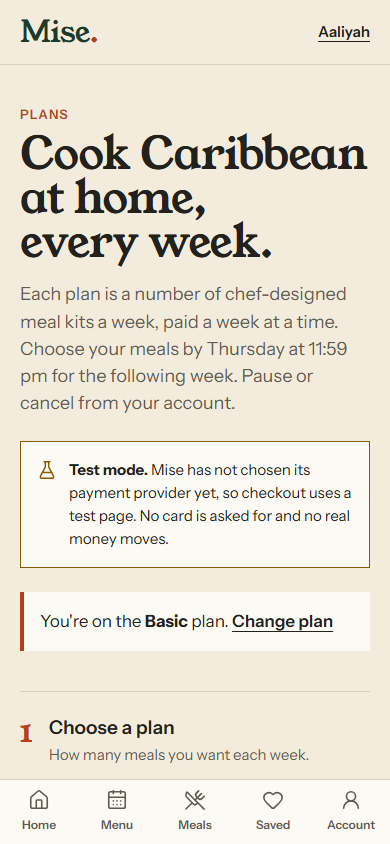 Mise.
Aaliyah
PLANS
Cook Caribbean
at home,
every week.
Each plan is a number of chef-designed
meal kits a week, paid a week at a time.
Choose your meals by Thursday at 11:59
pm for the following week. Pause or
cancel from your account.
Test mode. Mise has not chosen its
payment provider yet, so checkout uses a
test page. No card is asked for and no real
money moves.
You're on the Basic plan. Change plan
1 Choose a plan
How many meals you want each week.
Home Menu Meals Saved Account